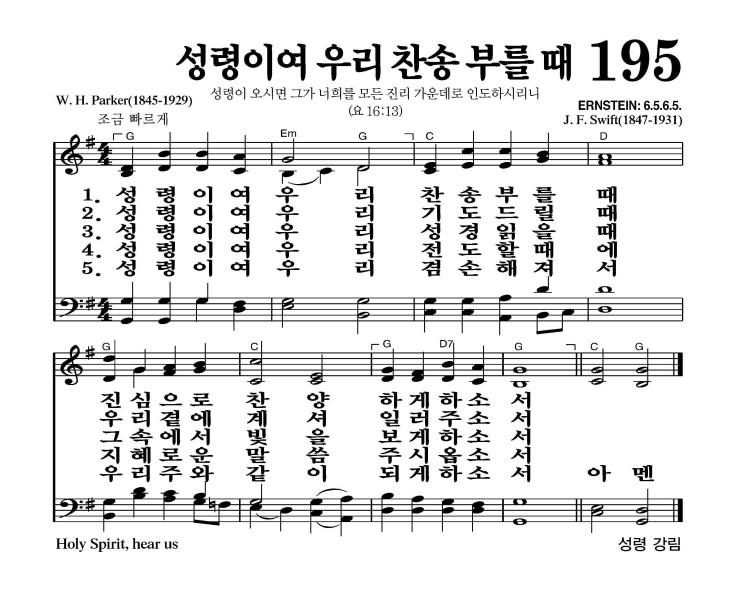 성령이여 우리 찬송 부를 때 195
성령이 오시면 그가 너희를 모든 진리 가운데로 인도하시리니
(요 16:13)
W. H. Parker(1845-1929)
ERNSTEIN: 6.5.6.5.
조금 빠르게
J. F. Swift(1847-1931)
G Em G C D
1. 성 령 이 여 우 리 찬 송 부 를 때
2. 성 령 이 여 우 리 기 도 드 릴 때
3. 성 령 이 여 우 리 성 경 읽 을 때
4. 성 령 이 여 우 리 전 도 할 때 에
5. 성 령 이 여 우 리 겸 손 해 져 서
G C G D7 G C G
진 심 으 로 찬 양 하 게 하 소 서
우 리 곁 에 계 셔 일 러 주 소 서
그 속 에 서 빛 을 보 게 하 소 서
지 혜 로 운 말 씀 주 시 옵 소 서
우 리 주 와 같 이 되 게 하 소 서 아 멘
Holy Spirit, hear us
성령 강림